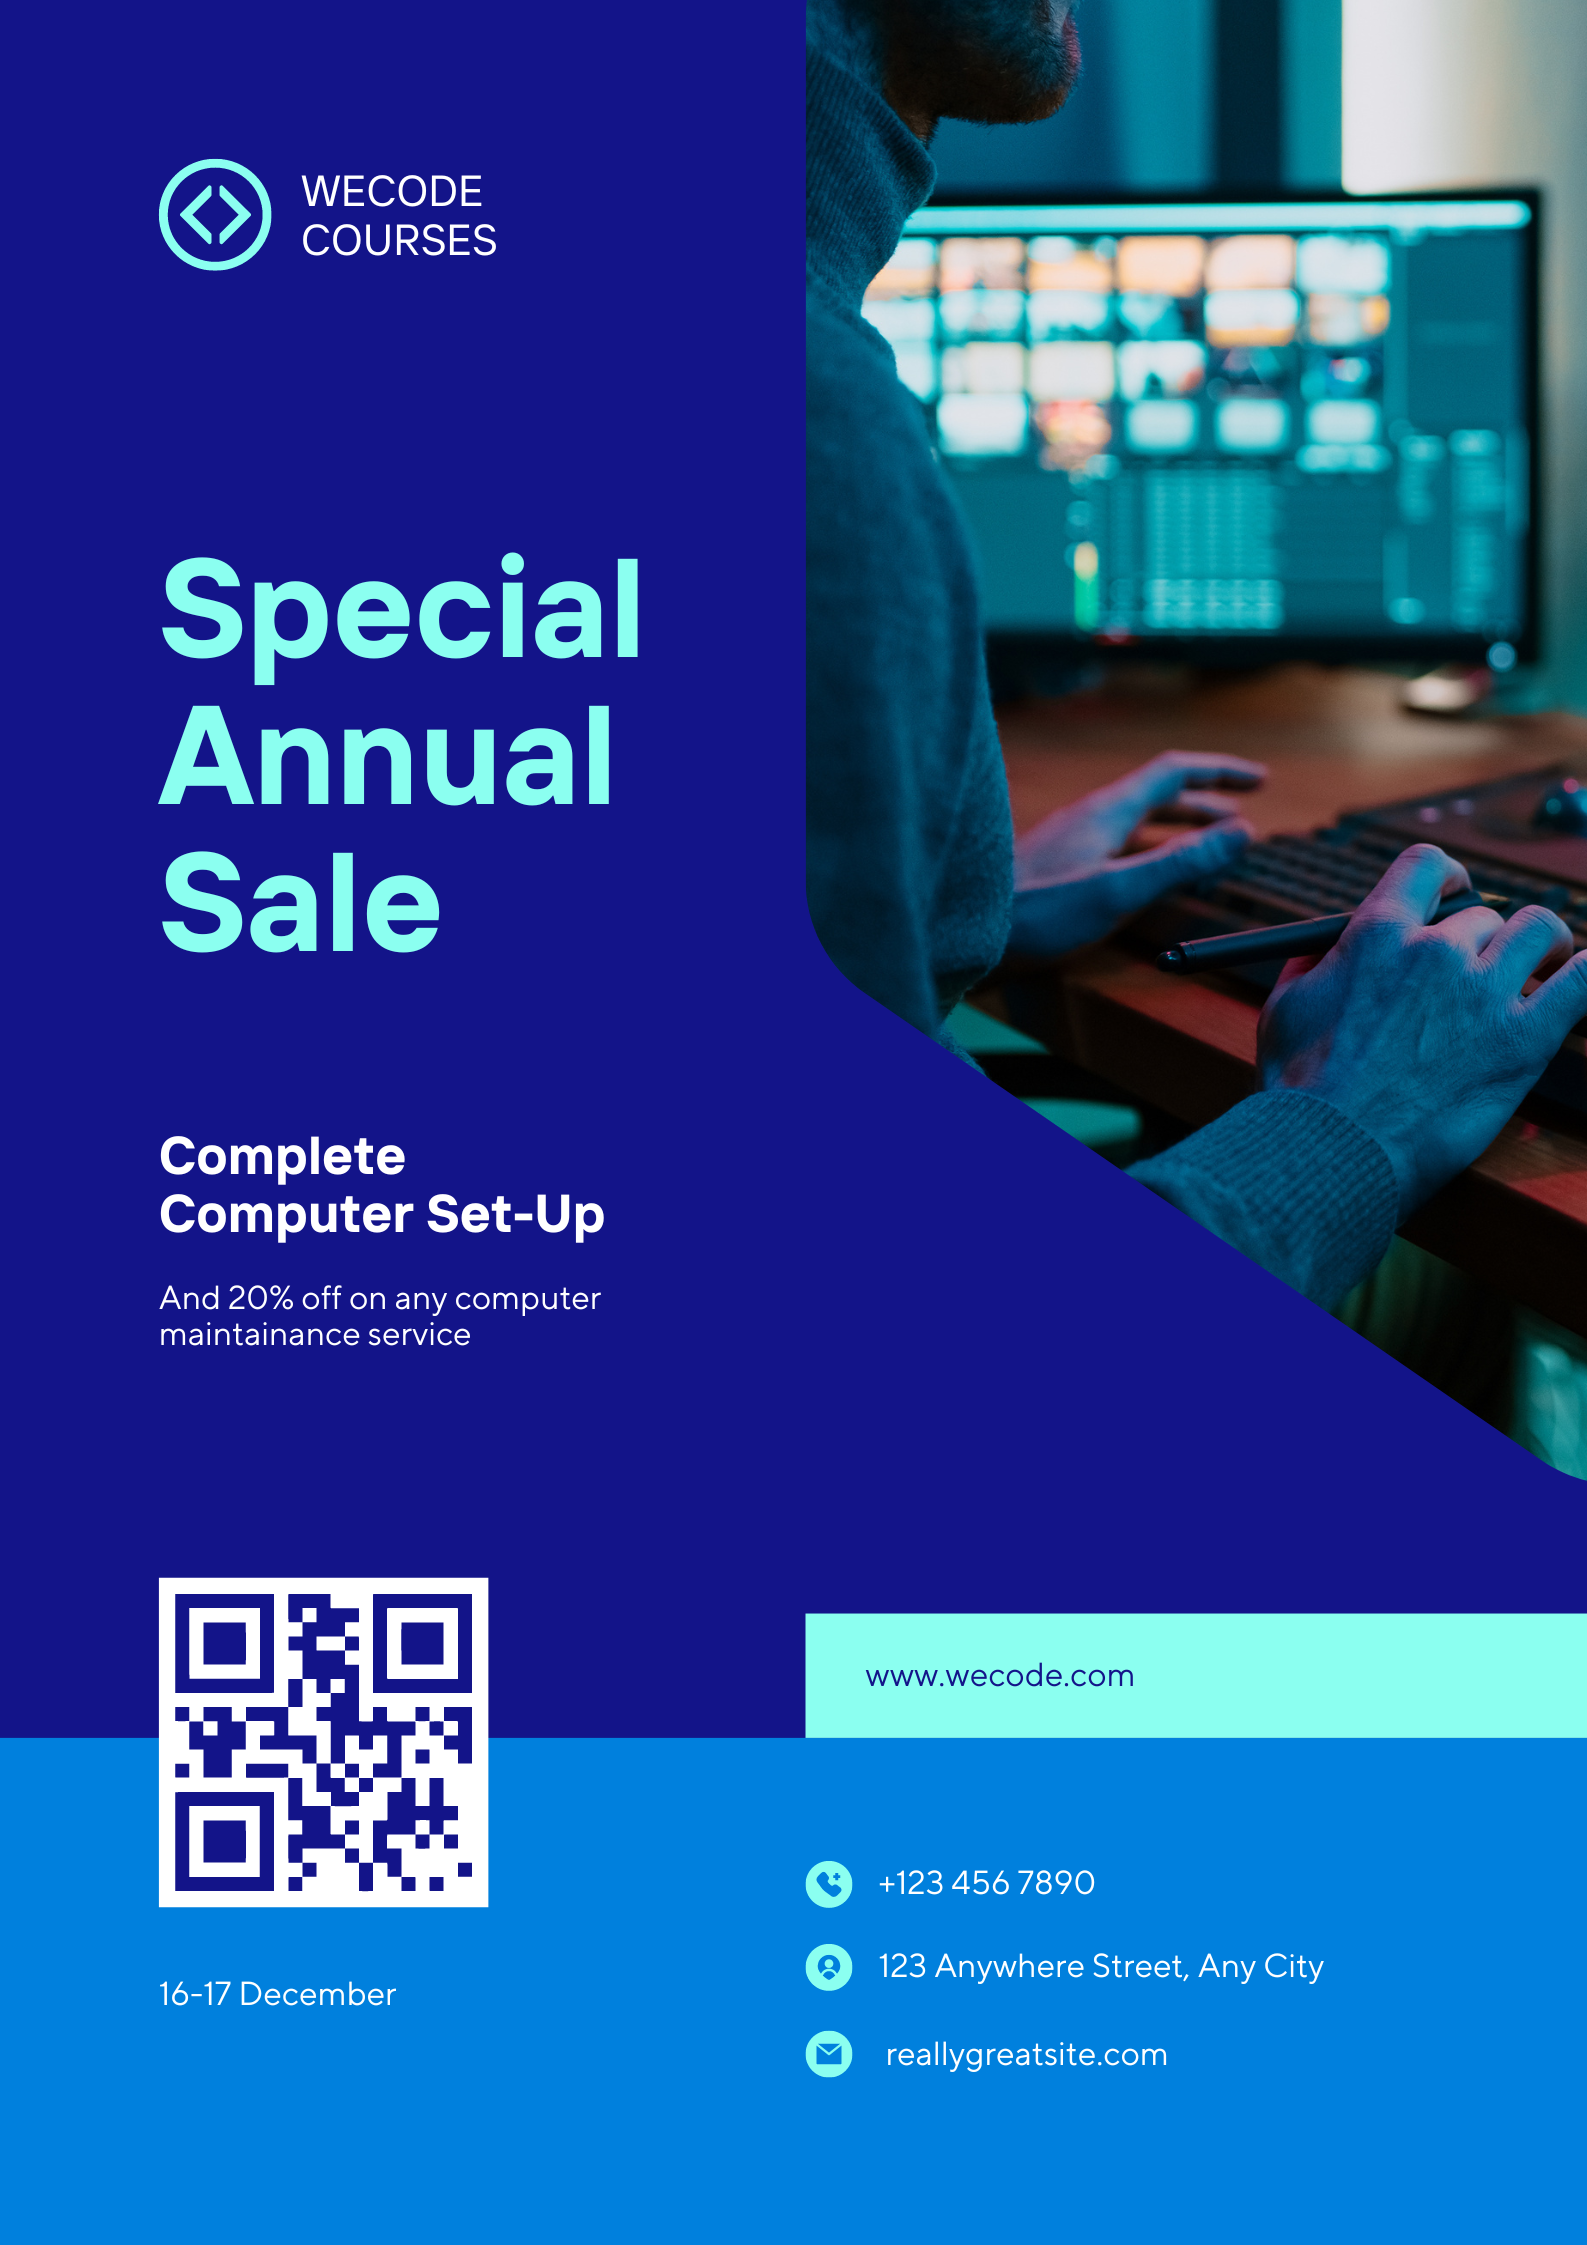 WECODE
COURSES
Special
Annual
Sale
Complete
Computer Set-Up
And 20% off on any computer
maintainance service
www.wecode.com
+123 456 7890
123 Anywhere Street, Any City
reallygreatsite.com
16-17 December